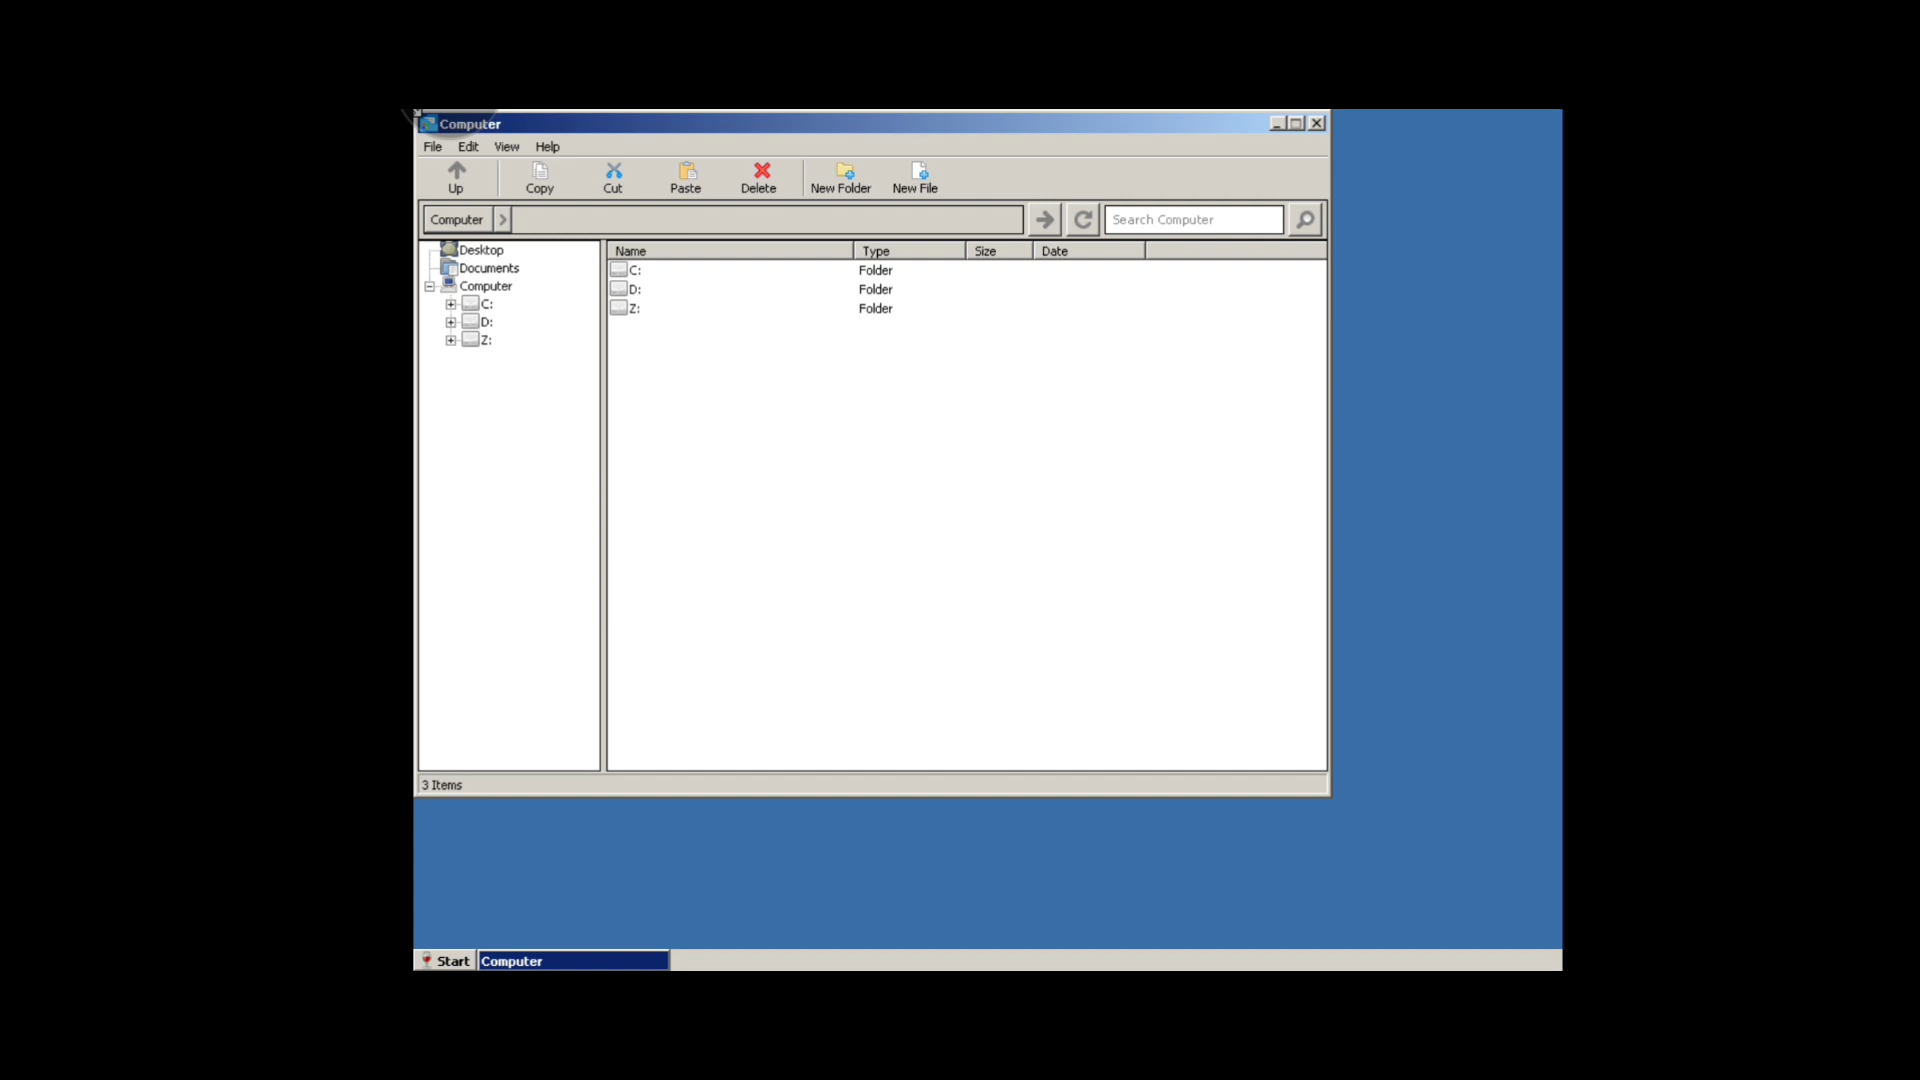 Computer
File Edit View Help
Up Copy Cut Paste Delete New Folder New File
Computer Search Computer
Desktop
Documents
Computer
C:
D:
Z:
Name Type Size Date
C: Folder
D: Folder
Z: Folder
3 Items
Start Computer